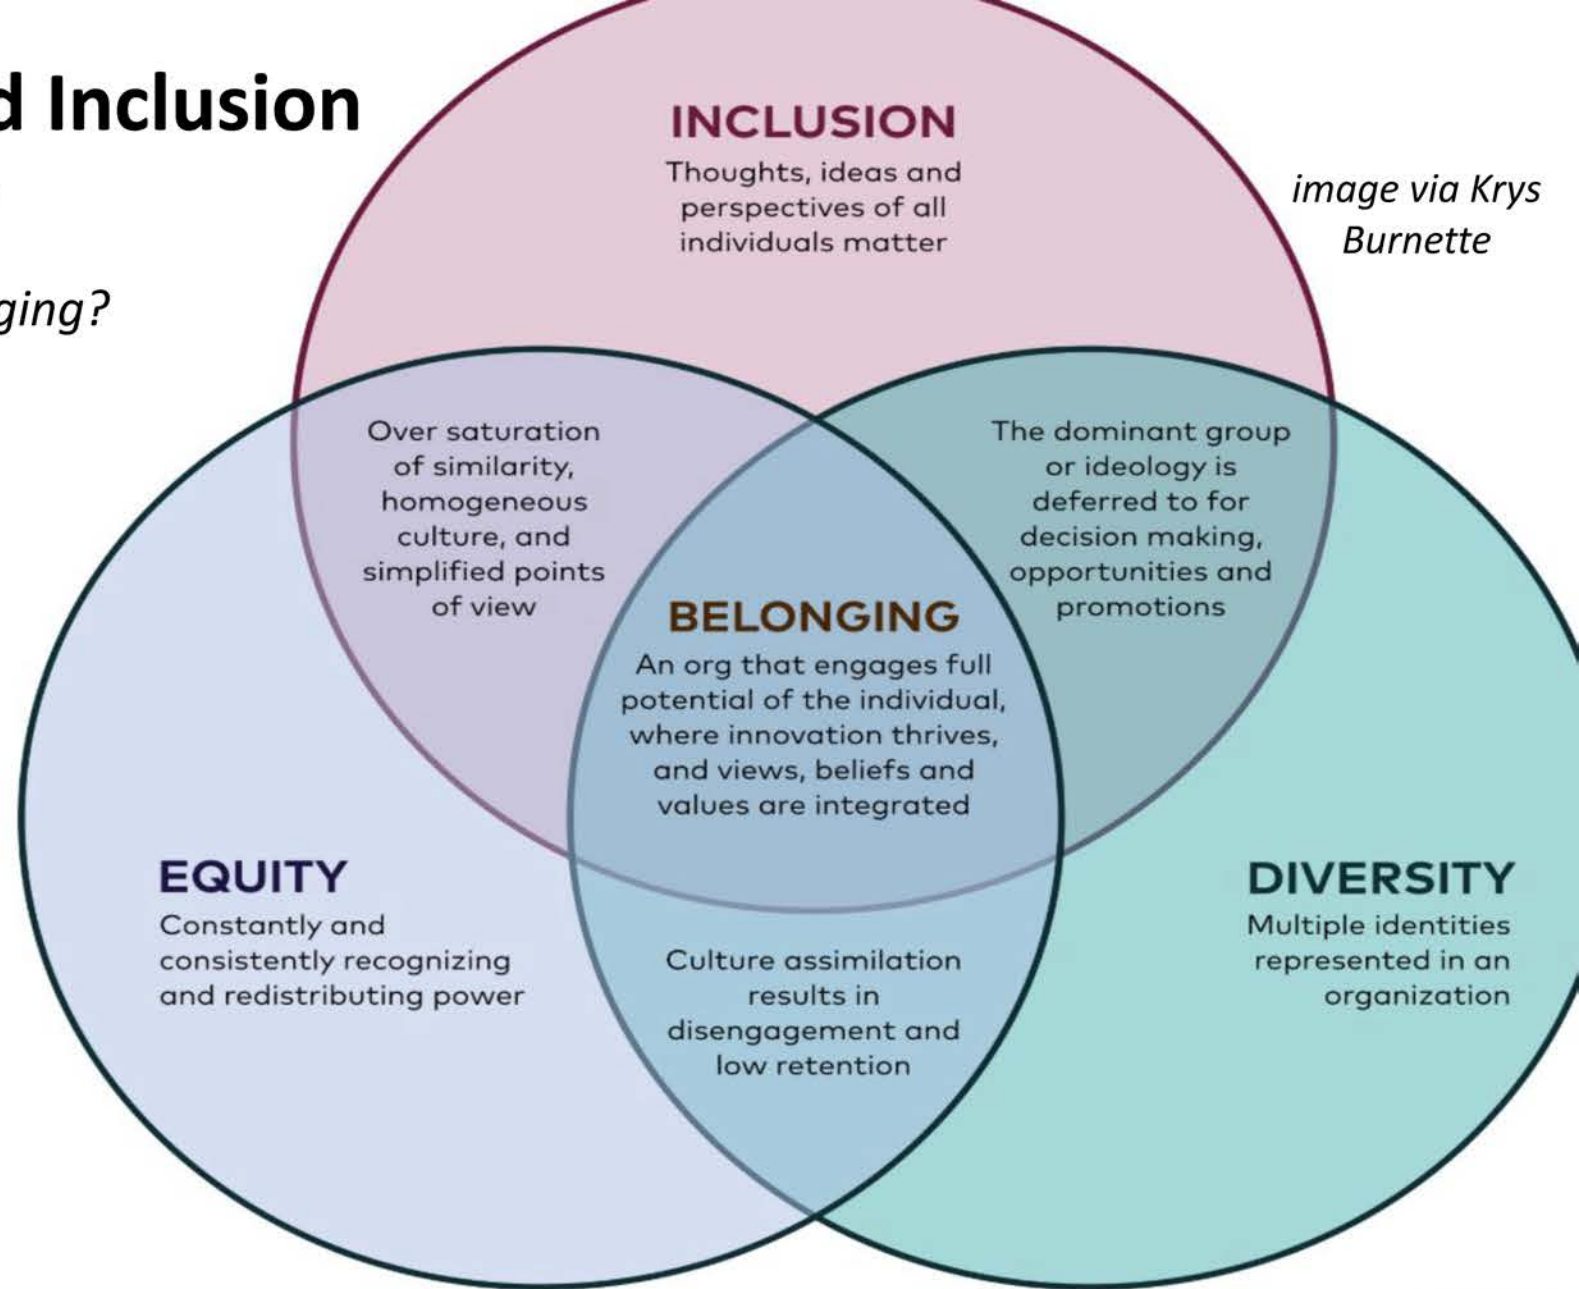 d Inclusion
ging?
image via Krys
Burnette
INCLUSION
Thoughts, ideas and
perspectives of all
individuals matter
Over saturation
of similarity,
homogeneous
culture, and
simplified points
of view
The dominant group
or ideology is
deferred to for
decision making,
opportunities and
promotions
BELONGING
An org that engages full
potential of the individual,
where innovation thrives,
and views, beliefs and
values are integrated
EQUITY
Constantly and
consistently recognizing
and redistributing power
DIVERSITY
Multiple identities
represented in an
organization
Culture assimilation
results in
disengagement and
low retention